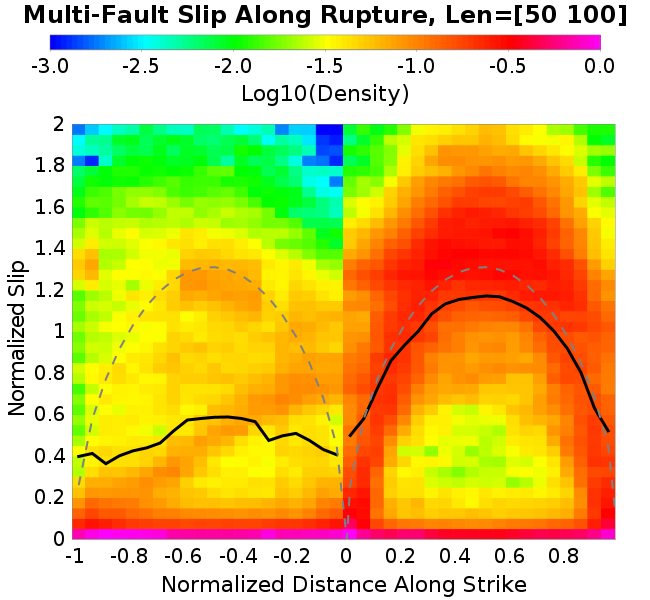 Multi-Fault Slip Along Rupture, Len=[50 100]
-3.0 -2.5 -2.0 -1.5 -1.0 -0.5 0.0
Log10(Density)
2
1.8
1.6
1.4
1.2
1
0.8
0.6
0.4
0.2
0
Normalized Slip
-1 -0.8 -0.6 -0.4 -0.2 0 0.2 0.4 0.6 0.8
Normalized Distance Along Strike